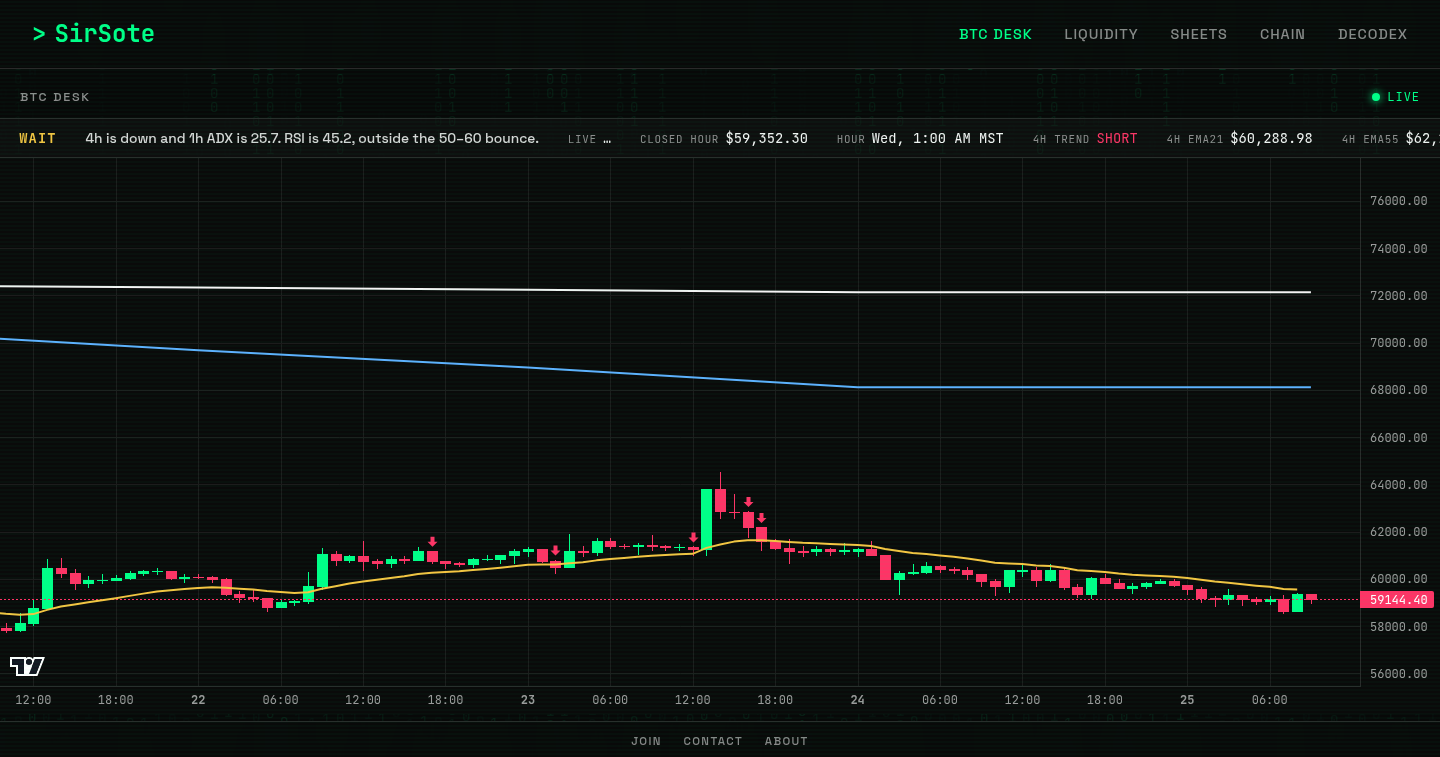 > SirSote
BTC DESK LIQUIDITY SHEETS CHAIN DECODEX
BTC DESK
LIVE
WAIT 4h is down and 1h ADX is 25.7. RSI is 45.2, outside the 50–60 bounce. LIVE … CLOSED HOUR $59,352.30 HOUR Wed, 1:00 AM MST 4H TREND SHORT 4H EMA21 $60,288.98 4H EMA55 $62,
76000.00
74000.00
72000.00
70000.00
68000.00
66000.00
64000.00
62000.00
60000.00
59144.40
58000.00
56000.00
12:00 18:00 22 06:00 12:00 18:00 23 06:00 12:00 18:00 24 06:00 12:00 18:00 25 06:00
JOIN CONTACT ABOUT